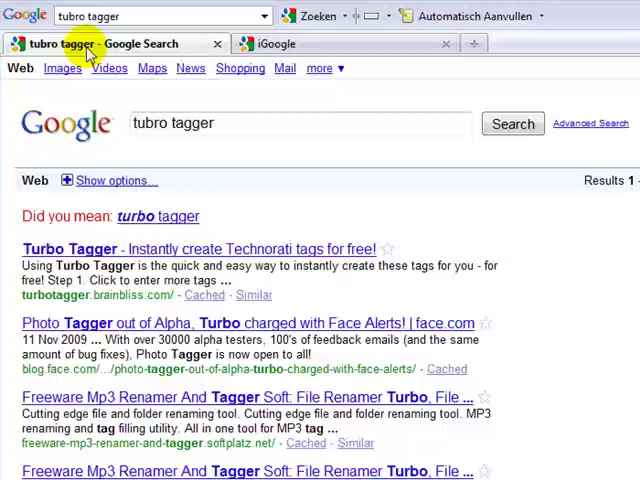 Google tubro tagger Zoeken Automatisch Aanvullen
tubro tagger - Google Search iGoogle
Web Images Videos Maps News Shopping Mail more ▼
Google tubro tagger Search Advanced Search
Web Show options... Results 1 -
Did you mean: turbo tagger
Turbo Tagger - Instantly create Technorati tags for free!
Using Turbo Tagger is the quick and easy way to instantly create these tags for you - for
free! Step 1. Click to enter more tags ...
turbotagger.brainbliss.com/ - Cached - Similar
Photo Tagger out of Alpha, Turbo charged with Face Alerts! | face.com
11 Nov 2009 ... With over 30000 alpha testers, 100's of feedback emails (and the same
amount of bug fixes), Photo Tagger is now open to all!
blog.face.com/.../photo-tagger-out-of-alpha-turbo-charged-with-face-alerts/ - Cached
Freeware Mp3 Renamer And Tagger Soft: File Renamer Turbo, File ...
Cutting edge file and folder renaming tool. Cutting edge file and folder renaming tool. MP3
renaming and tag filling utility. All in one tool for MP3 tag ...
freeware-mp3-renamer-and-tagger.softplatz.net/ - Cached - Similar
Freeware Mp3 Renamer And Tagger Soft: File Renamer Turbo, File ...